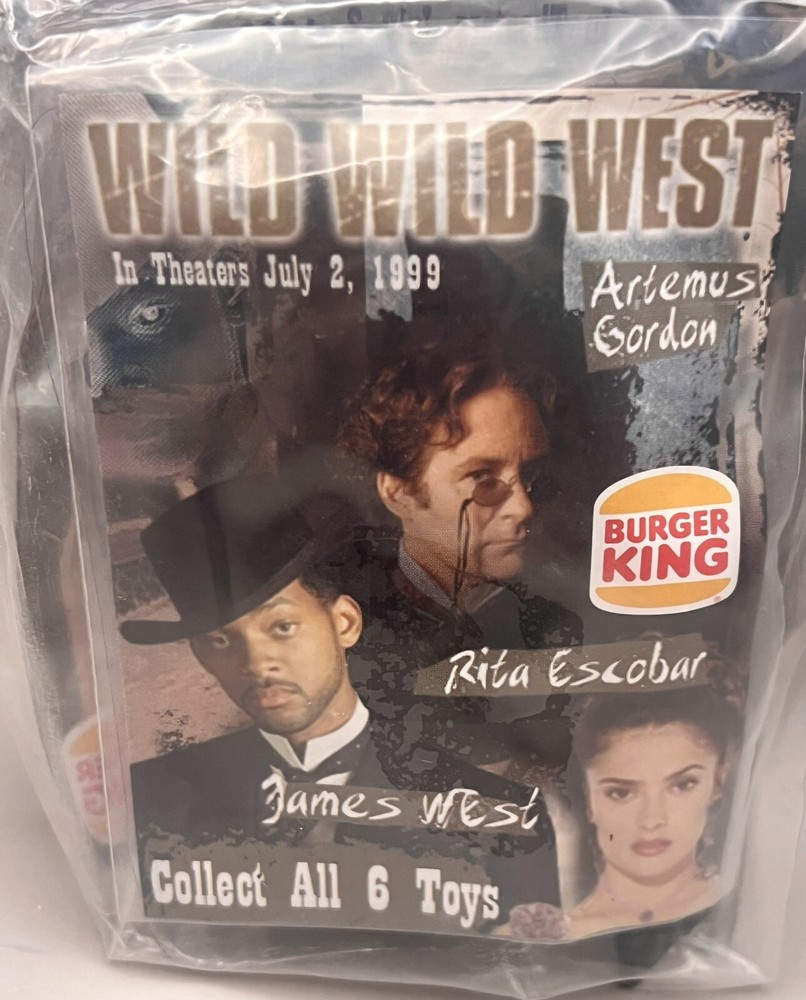 WILD WILD WEST
In Theaters July 2, 1999
Artemus
Gordon
BURGER
KING
Rita Escobar
James WEst
Collect All 6 Toys